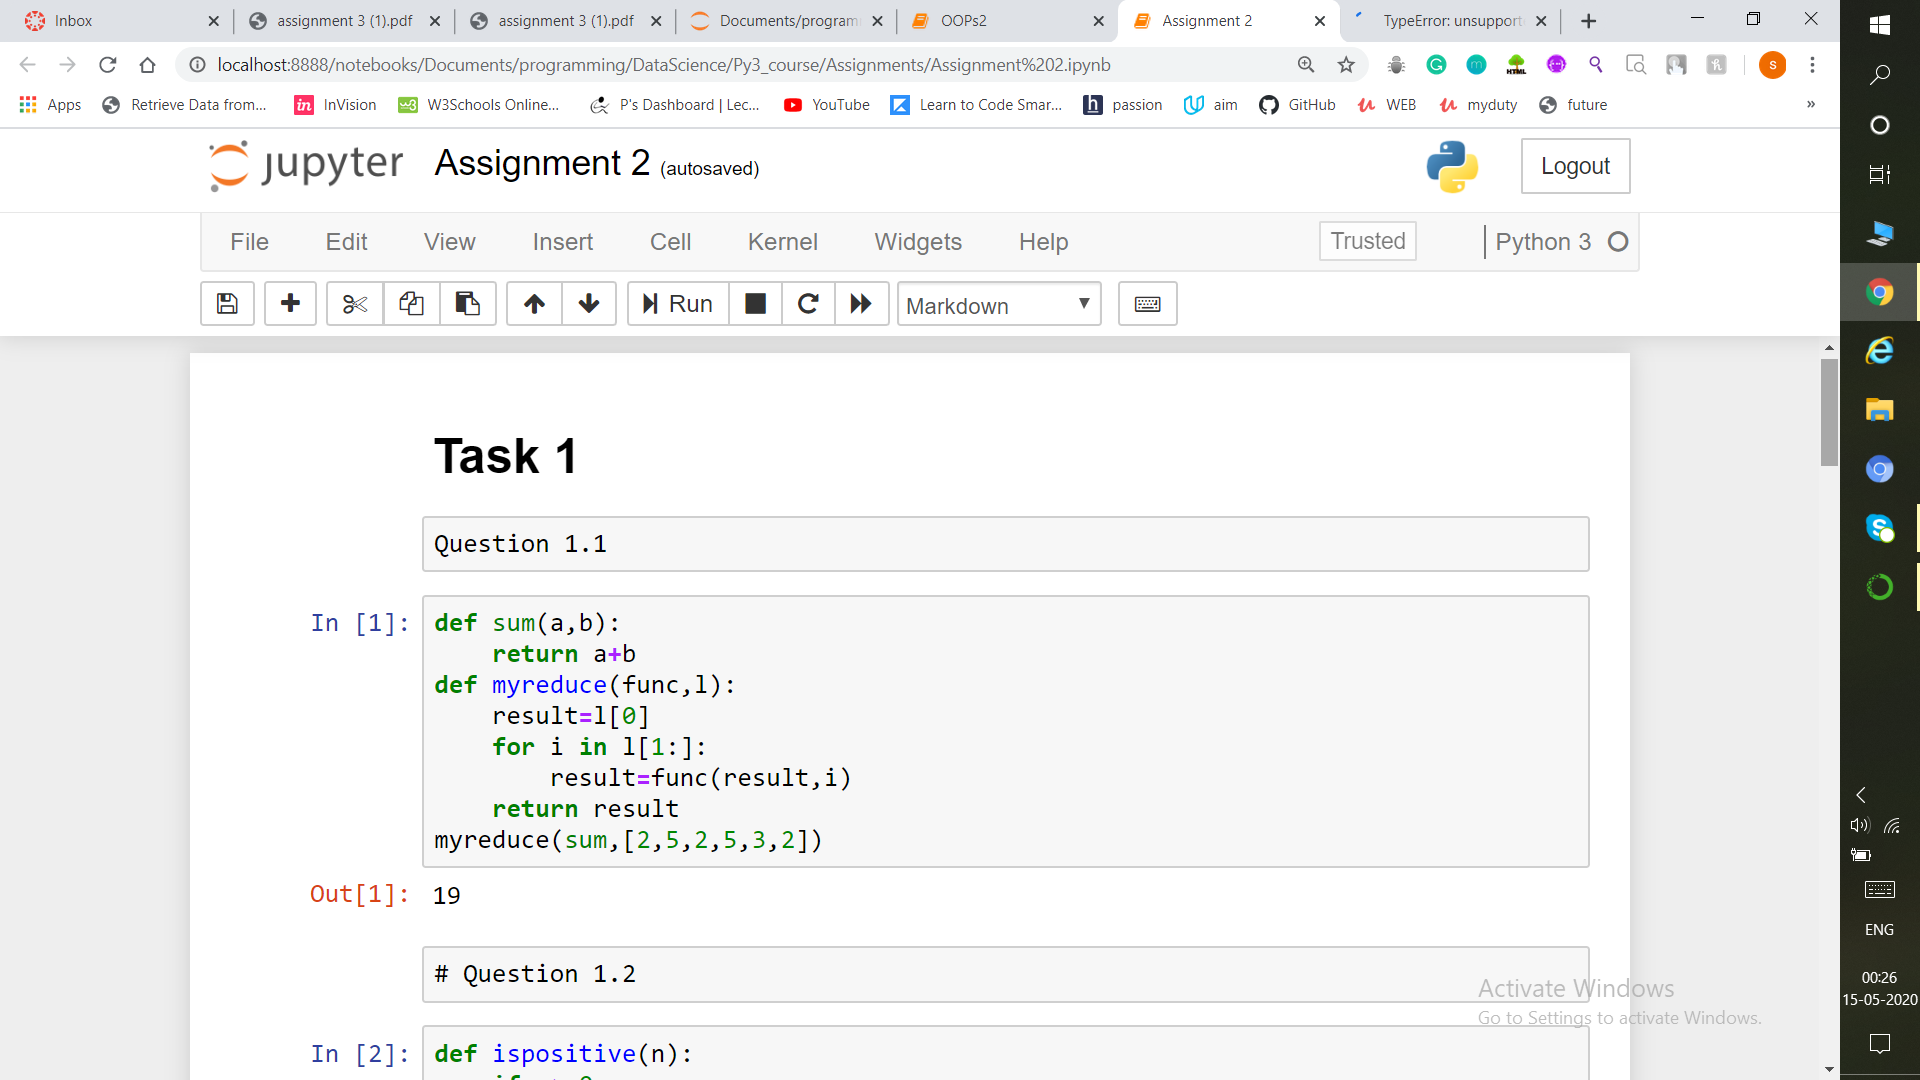 Inbox
assignment 3 (1).pdf
assignment 3 (1).pdf
Documents/program
OOPs2
Assignment 2
TypeError: unsupport
localhost:8888/notebooks/Documents/programming/DataScience/Py3_course/Assignments/Assignment%202.ipynb
Apps
Retrieve Data from...
InVision
W3Schools Online...
P's Dashboard | Lec...
YouTube
Learn to Code Smar...
passion
aim
GitHub
WEB
myduty
future
»
jupyter
Assignment 2 (autosaved)
Logout
File Edit View Insert Cell Kernel Widgets Help
Trusted
Python 3
Run
Markdown
Task 1
Question 1.1
In [1]:
def sum(a,b):
    return a+b
def myreduce(func,l):
    result=l[0]
    for i in l[1:]:
        result=func(result,i)
    return result
myreduce(sum,[2,5,2,5,3,2])
Out[1]: 19
# Question 1.2
In [2]:
def ispositive(n):
Activate Windows
Go to Settings to activate Windows.
ENG
00:26
15-05-2020